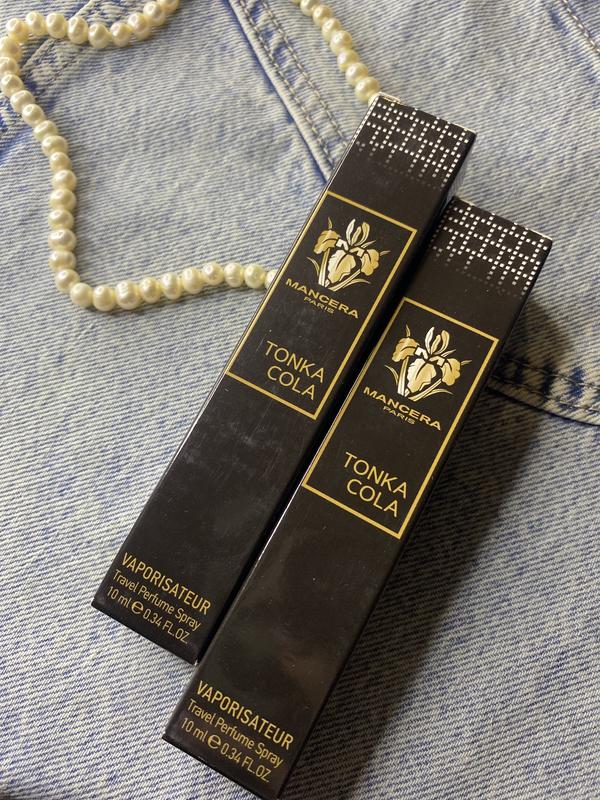 MANCERA
PARIS
TONKA
COLA
VAPORISATEUR
Travel Perfume Spray
10 ml ℮ 0.34 FL.OZ.
MANCERA
PARIS
TONKA
COLA
VAPORISATEUR
Travel Perfume Spray
10 ml ℮ 0.34 FL.OZ.